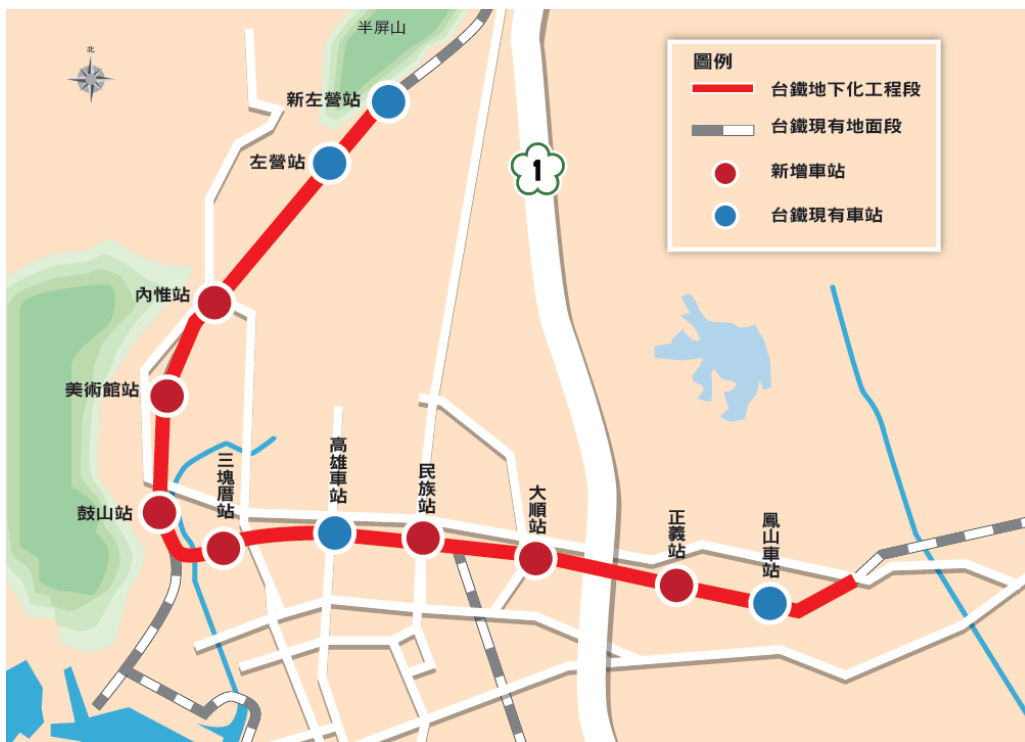 半屏山
北
圖例
台鐵地下化工程段
台鐵現有地面段
新增車站
台鐵現有車站
新左營站
左營站
1
內惟站
美術館站
鼓山站
三塊厝站
高雄車站
民族站
大順站
正義站
鳳山車站